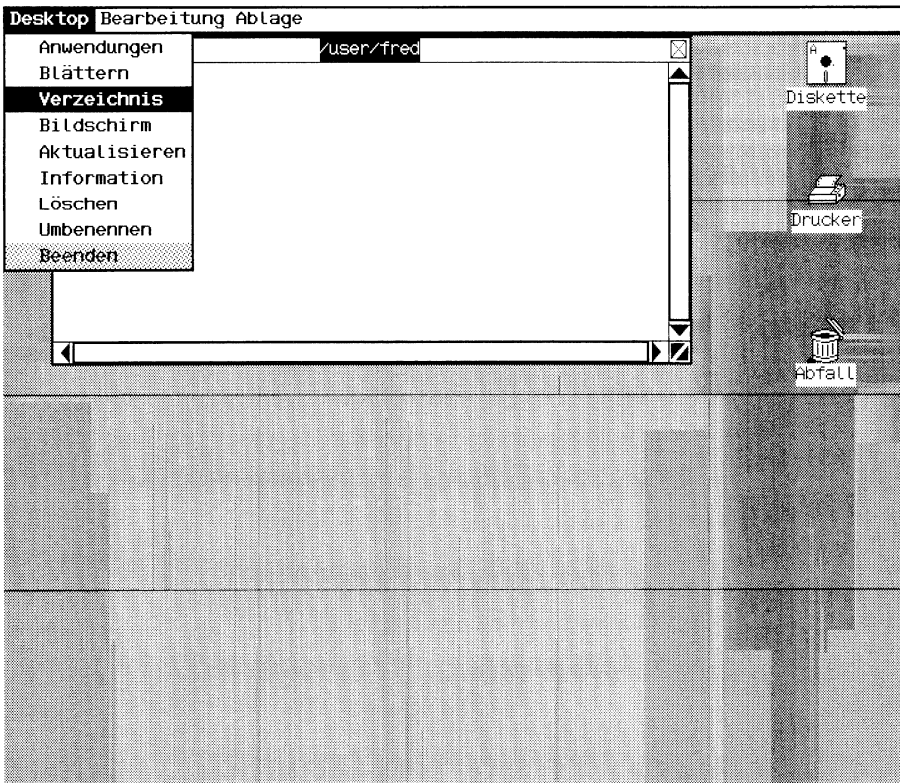 Desktop Bearbeitung Ablage
Anwendungen
Blättern
Verzeichnis
Bildschirm
Aktualisieren
Information
Löschen
Umbenennen
Beenden
/user/fred
A
Diskette
Drucker
Abfall